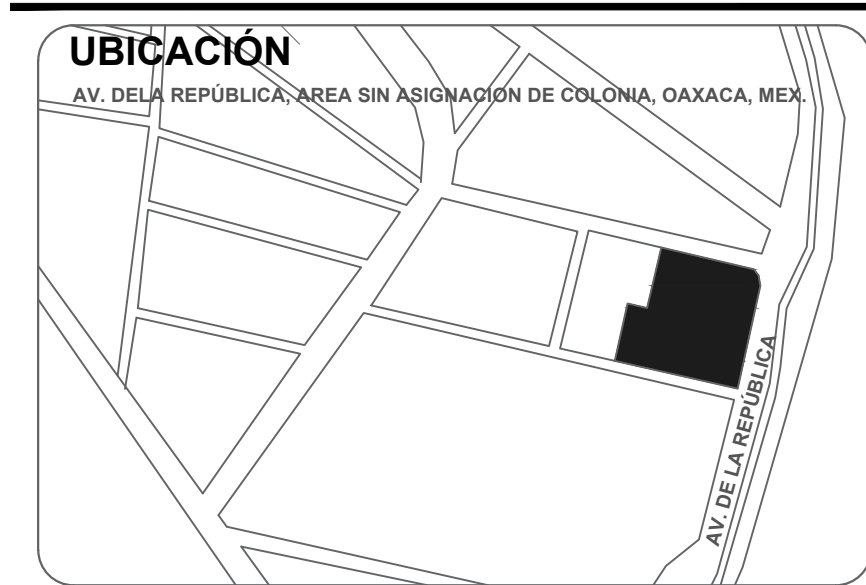 UBICACIÓN
AV. DELA REPÚBLICA, AREA SIN ASIGNACION DE COLONIA, OAXACA, MEX.
AV. DE LA REPÚBLICA